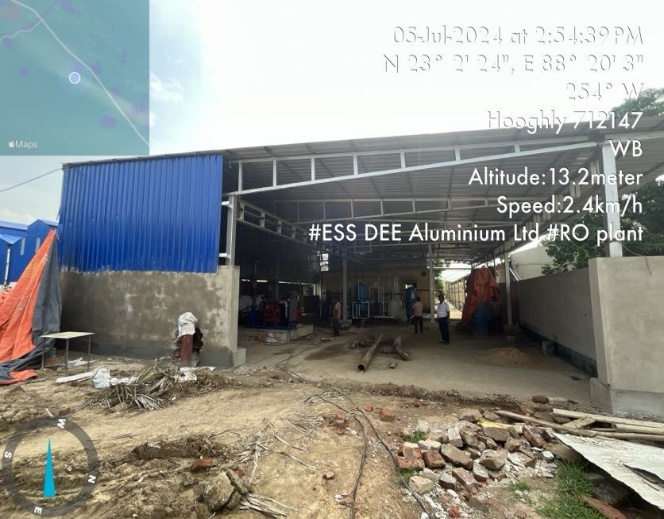 05-Jul-2024 at 2:54:39 PM
N 23° 2' 24", E 88° 20' 3"
254° W
Hooghly 712147
WB
Altitude:13.2meter
Speed:2.4km/h
#ESS DEE Aluminium Ltd,#RO plant
Maps
W
S
N
E